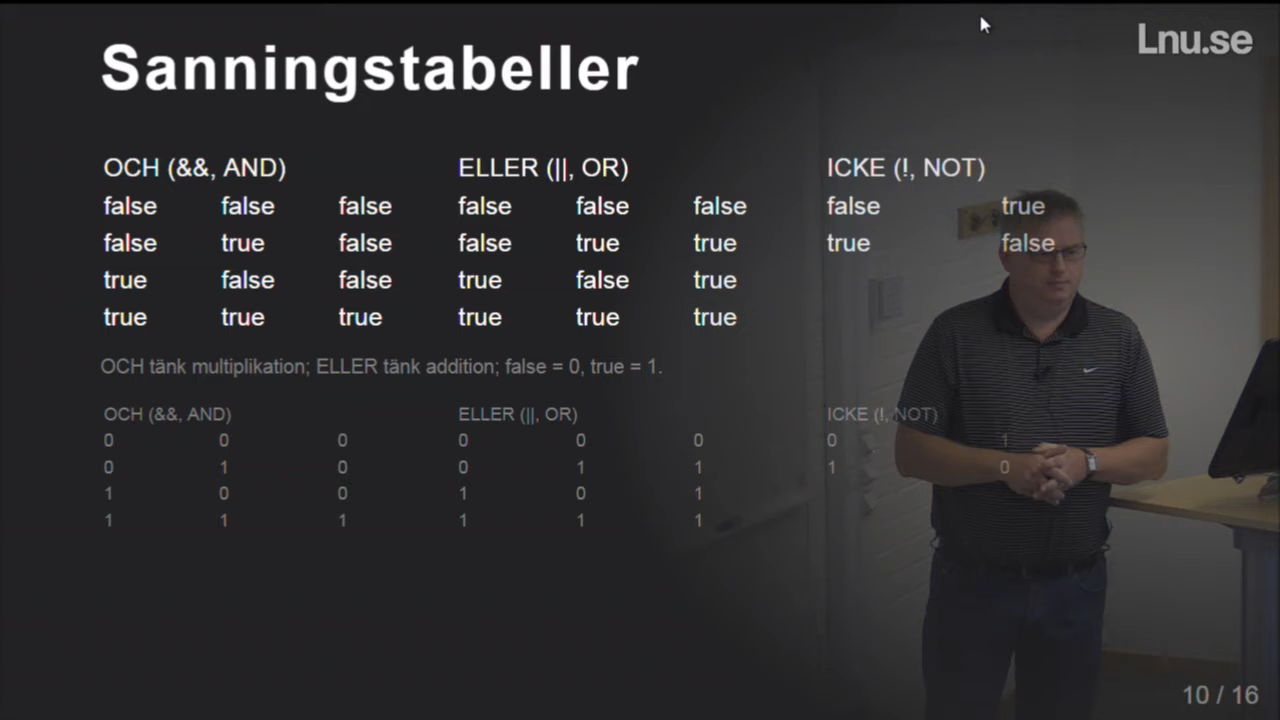 Lnu.se
Sanningstabeller
OCH (&&, AND) ELLER (||, OR) ICKE (!, NOT)
false false false false false false false true
false true false false true true true false
true false false true false true
true true true true true true
OCH tänk multiplikation; ELLER tänk addition; false = 0, true = 1.
OCH (&&, AND) ELLER (||, OR) ICKE (!, NOT)
0 0 0 0 0 0 0 1
0 1 0 0 1 1 1 0
1 0 0 1 0 1
1 1 1 1 1 1
10 / 16